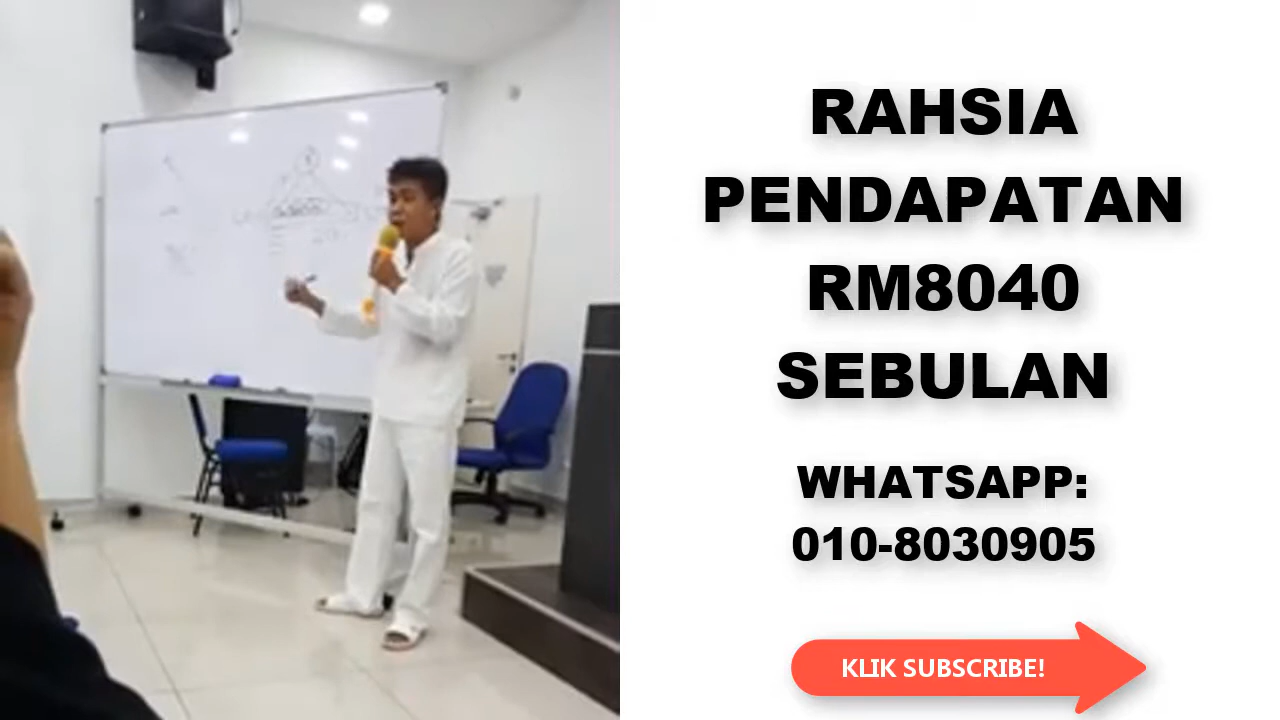 RAHSIA
PENDAPATAN
RM8040
SEBULAN
WHATSAPP:
010-8030905
KLIK SUBSCRIBE!